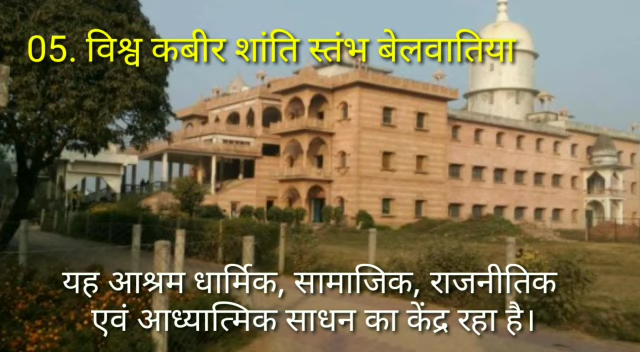 05. विश्व कबीर शांति स्तंभ बेलवातिया
यह आश्रम धार्मिक, सामाजिक, राजनीतिक
एवं आध्यात्मिक साधन का केंद्र रहा है।